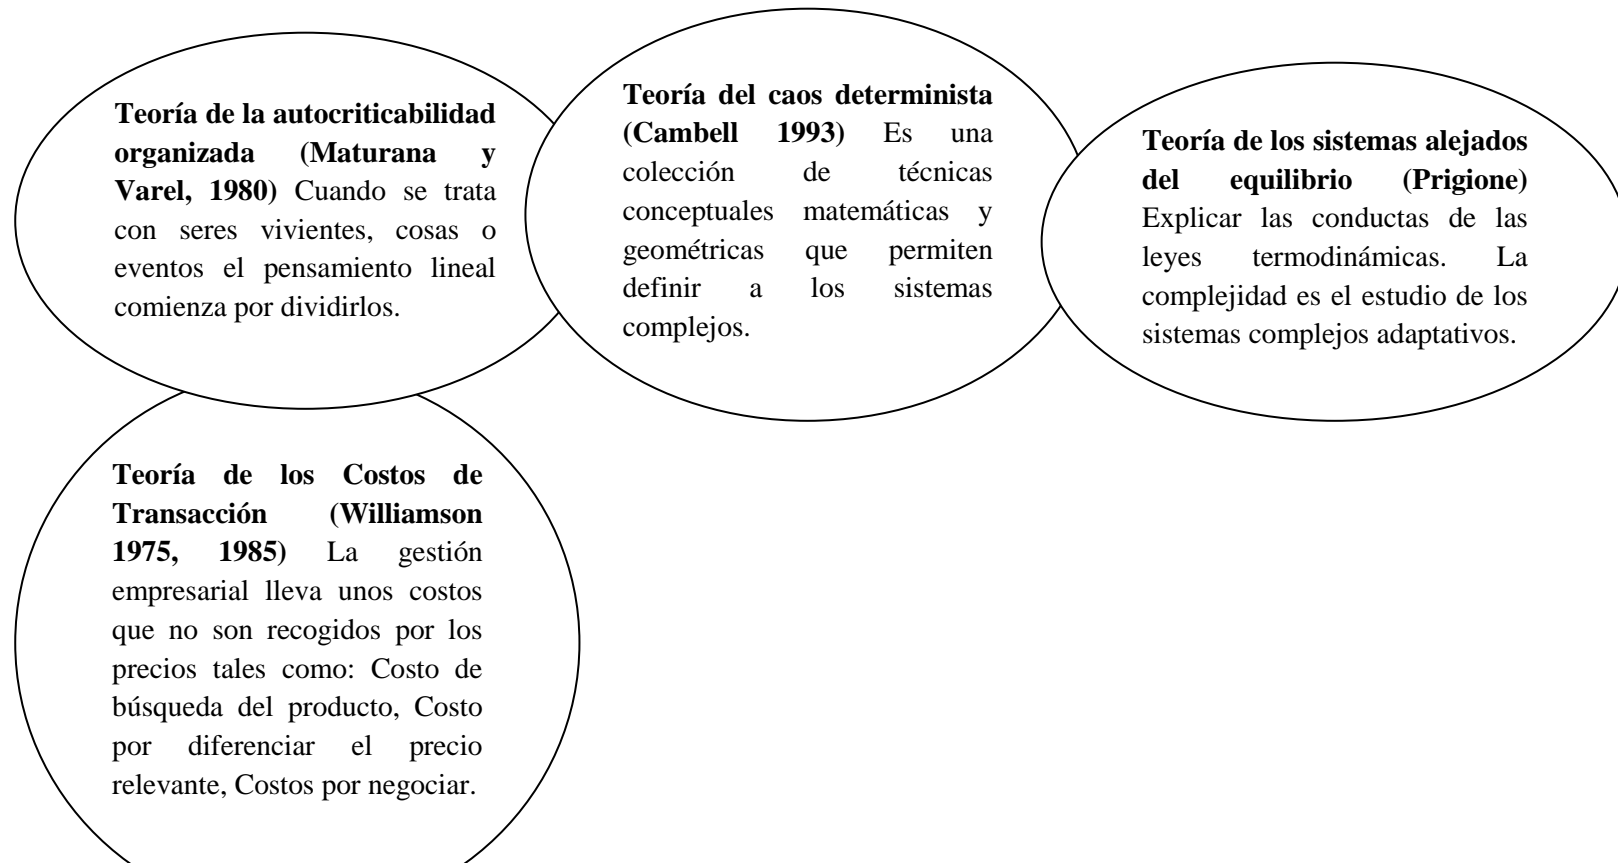 Teoría de la autocriticabilidad
organizada (Maturana y
Varel, 1980) Cuando se trata
con seres vivientes, cosas o
eventos el pensamiento lineal
comienza por dividirlos.
Teoría del caos determinista
(Cambell 1993) Es una
colección de técnicas
conceptuales matemáticas y
geométricas que permiten
definir a los sistemas
complejos.
Teoría de los sistemas alejados
del equilibrio (Prigione)
Explicar las conductas de las
leyes termodinámicas. La
complejidad es el estudio de los
sistemas complejos adaptativos.
Teoría de los Costos de
Transacción (Williamson
1975, 1985) La gestión
empresarial lleva unos costos
que no son recogidos por los
precios tales como: Costo de
búsqueda del producto, Costo
por diferenciar el precio
relevante, Costos por negociar.